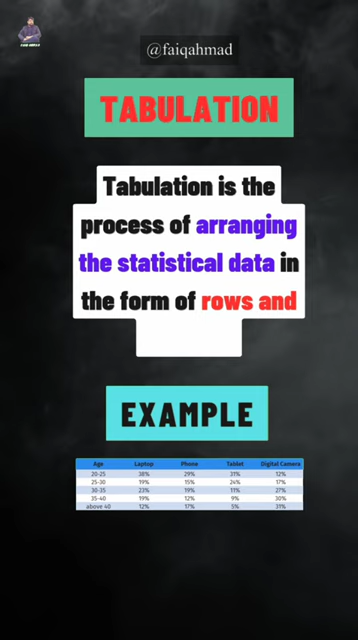 @faiqahmad
TABULATION
Tabulation is the
process of arranging
the statistical data in
the form of rows and
EXAMPLE
Age Laptop Phone Tablet Digital Camera
20-25 38% 29% 31% 12%
25-30 19% 15% 24% 17%
30-35 23% 19% 11% 27%
35-40 19% 12% 9% 30%
above 40 12% 17% 5% 31%